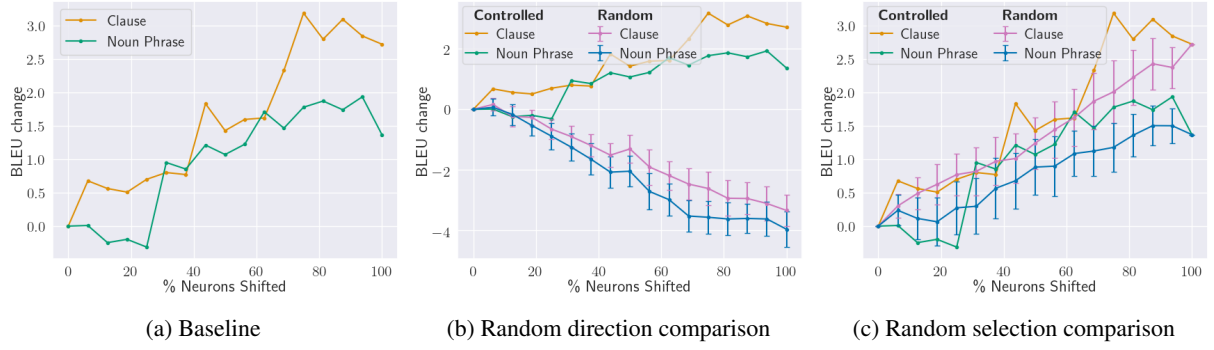 Clause
Noun Phrase
BLEU change
3.0
2.5
2.0
1.5
1.0
0.5
0.0
0 20 40 60 80 100
% Neurons Shifted
(a) Baseline
Controlled Random
Clause Clause
Noun Phrase Noun Phrase
BLEU change
2
0
−2
−4
0 20 40 60 80 100
% Neurons Shifted
(b) Random direction comparison
Controlled Random
Clause Clause
Noun Phrase Noun Phrase
BLEU change
3.0
2.5
2.0
1.5
1.0
0.5
0.0
0 20 40 60 80 100
% Neurons Shifted
(c) Random selection comparison